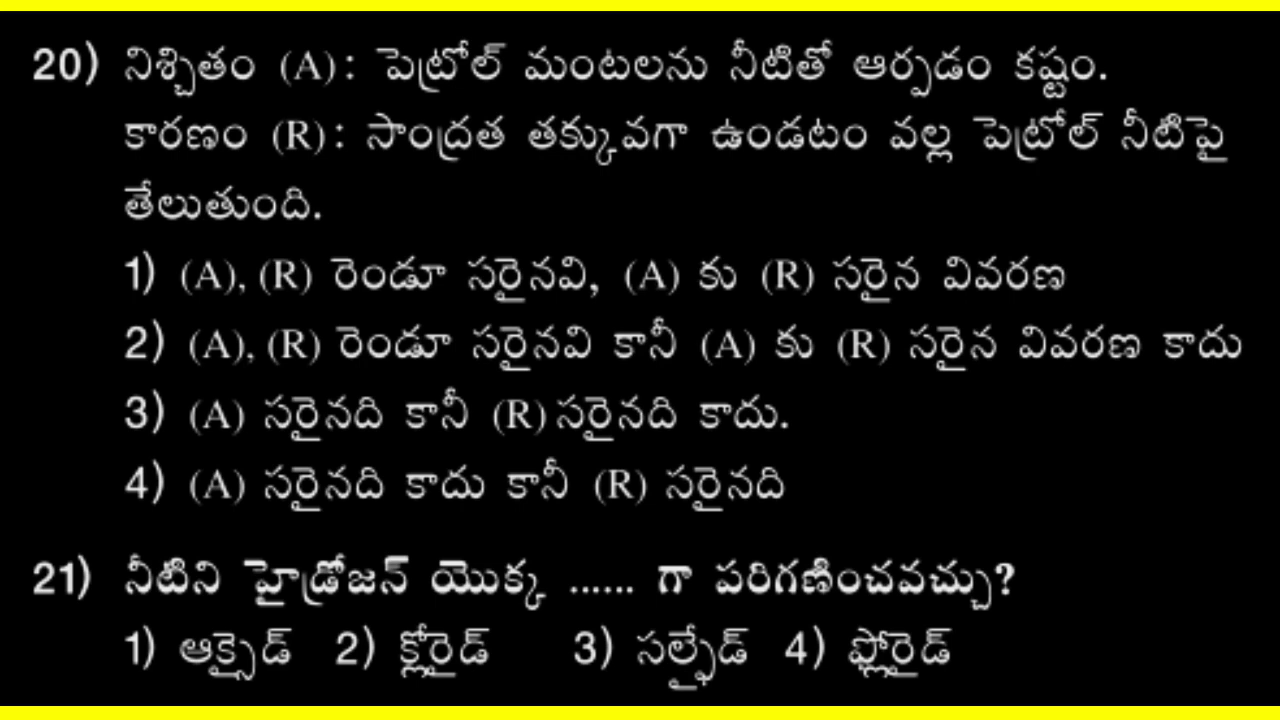 20) నిశ్చితం (A): పెట్రోల్ మంటలను నీటితో ఆర్పడం కష్టం.
కారణం (R): సాంద్రత తక్కువగా ఉండటం వల్ల పెట్రోల్ నీటిపై
తేలుతుంది.
1) (A), (R) రెండూ సరైనవి, (A) కు (R) సరైన వివరణ
2) (A), (R) రెండూ సరైనవి కానీ (A) కు (R) సరైన వివరణ కాదు
3) (A) సరైనది కానీ (R) సరైనది కాదు.
4) (A) సరైనది కాదు కానీ (R) సరైనది
21) నీటిని హైడ్రోజన్ యొక్క ...... గా పరిగణించవచ్చు?
1) ఆక్సైడ్ 2) క్లోరైడ్ 3) సల్ఫైడ్ 4) ఫ్లోరైడ్